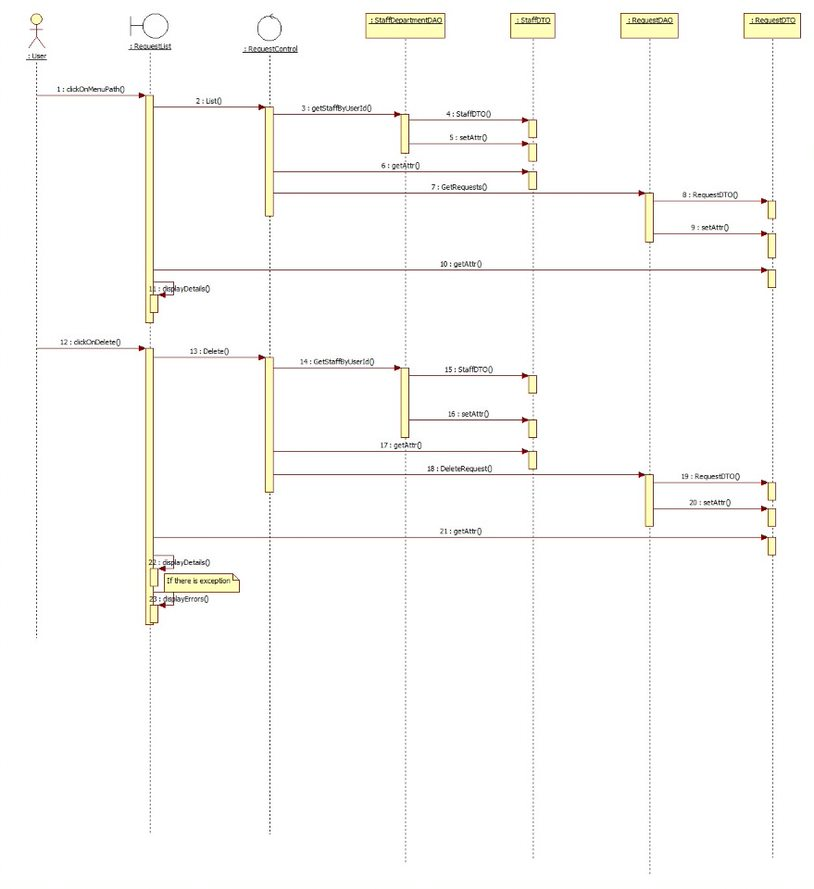 : User
: RequestList
: RequestControl
: StaffDepartmentDAO
: StaffDTO
: RequestDAO
: RequestDTO
1 : clickOnMenuPath()
2 : List()
3 : getStaffByUserId()
4 : StaffDTO()
5 : setAttr()
6 : getAttr()
7 : GetRequests()
8 : RequestDTO()
9 : setAttr()
10 : getAttr()
11 : displayDetails()
12 : clickOnDelete()
13 : Delete()
14 : GetStaffByUserId()
15 : StaffDTO()
16 : setAttr()
17 : getAttr()
18 : DeleteRequest()
19 : RequestDTO()
20 : setAttr()
21 : getAttr()
22 : displayDetails()
If there is exception
23 : displayErrors()